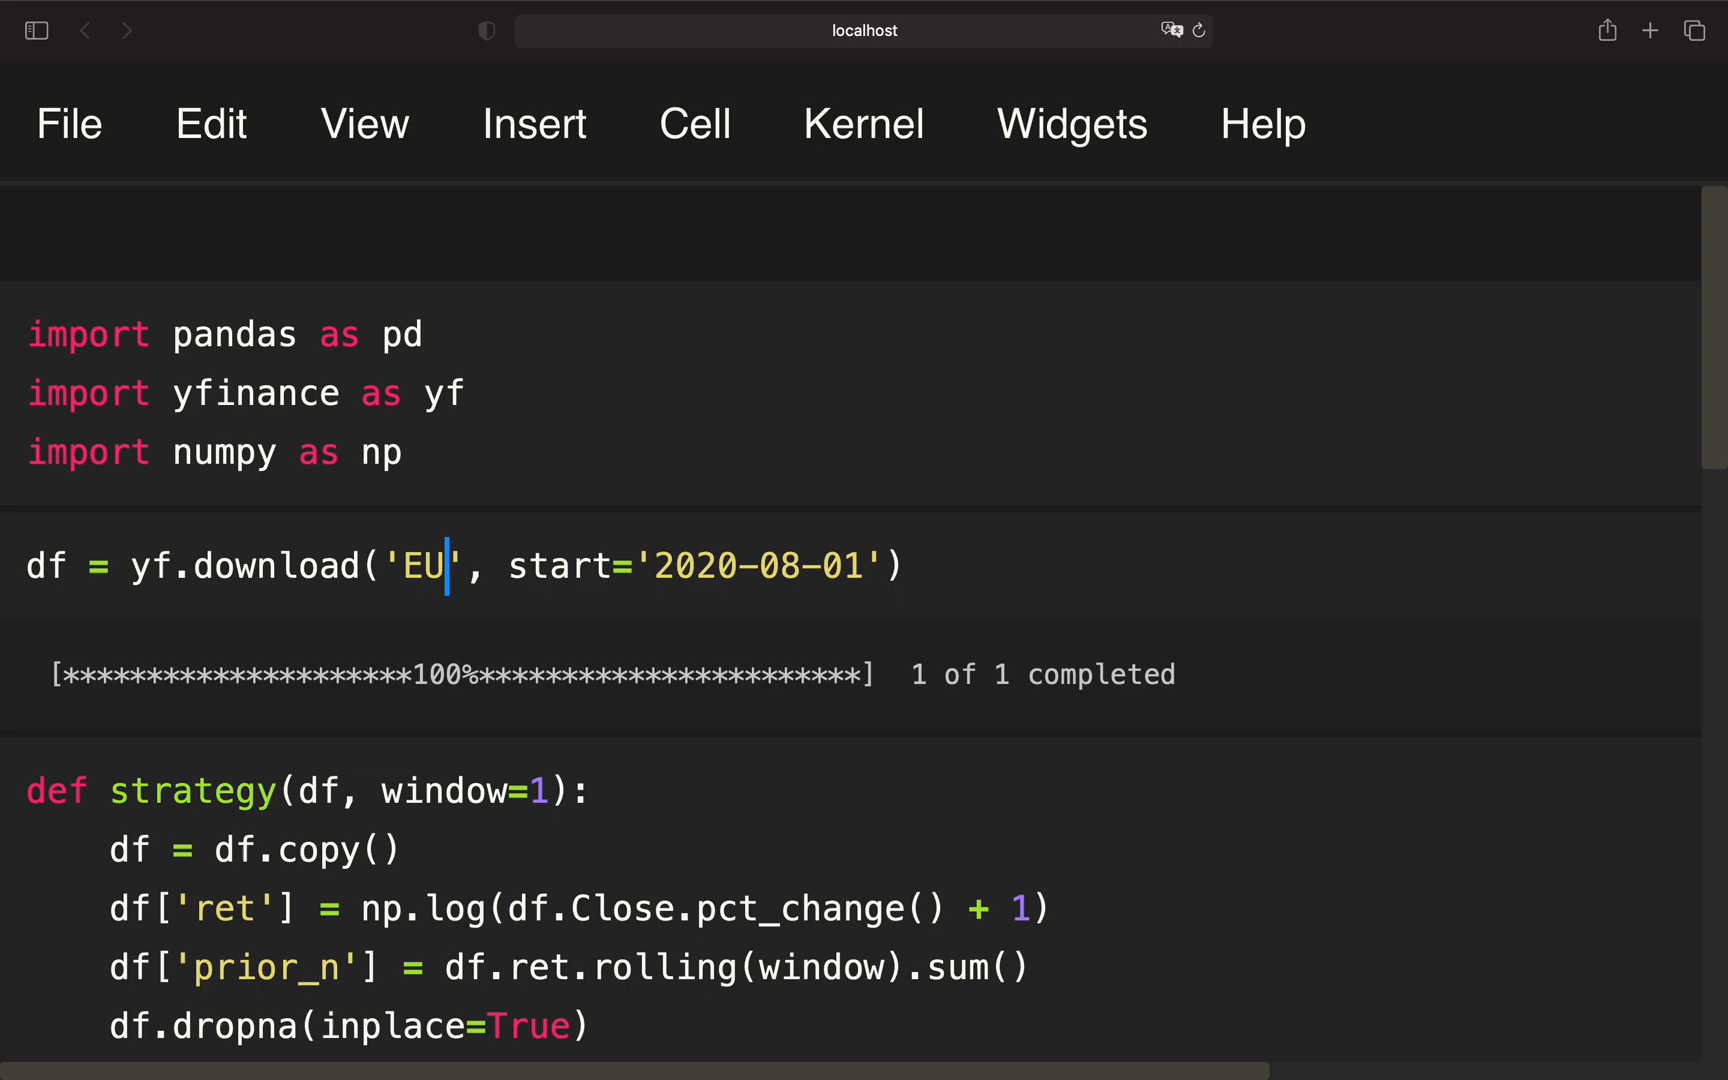 localhost
File Edit View Insert Cell Kernel Widgets Help
import pandas as pd
import yfinance as yf
import numpy as np
df = yf.download('EU', start='2020-08-01')
[*********************100%***********************] 1 of 1 completed
def strategy(df, window=1):
    df = df.copy()
    df['ret'] = np.log(df.Close.pct_change() + 1)
    df['prior_n'] = df.ret.rolling(window).sum()
    df.dropna(inplace=True)